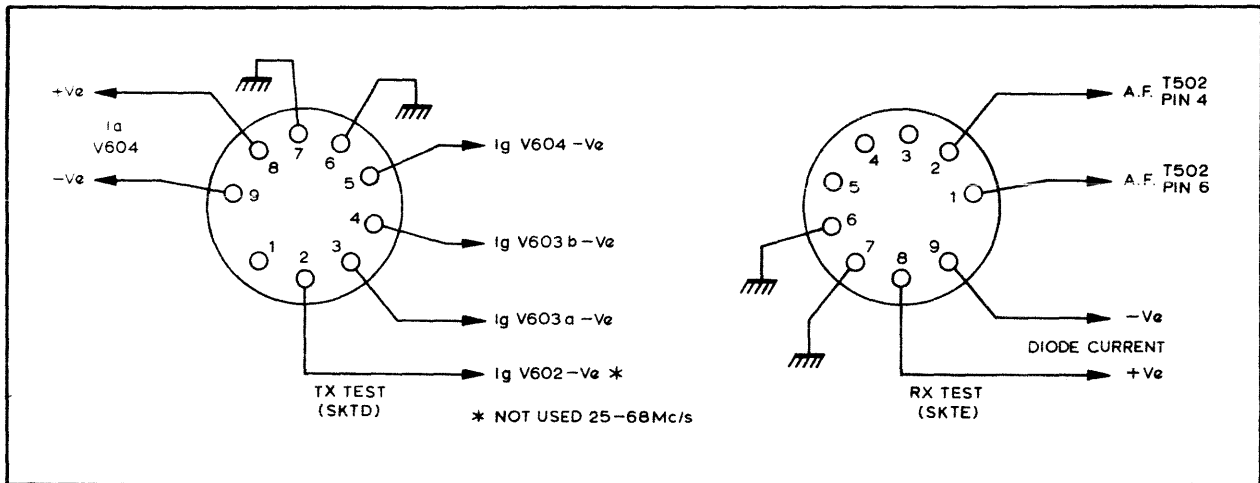 +Ve
Ia
V604
-Ve
7
6
8
5
9
4
1
2
3
Ig V604 -Ve
Ig V603b -Ve
Ig V603a -Ve
Ig V602 -Ve *
TX TEST
(SKTD)
* NOT USED 25-68Mc/s
A.F. T502
PIN 4
A.F. T502
PIN 6
3
4
2
5
1
6
7
8
9
-Ve
DIODE CURRENT
+Ve
RX TEST
(SKTE)